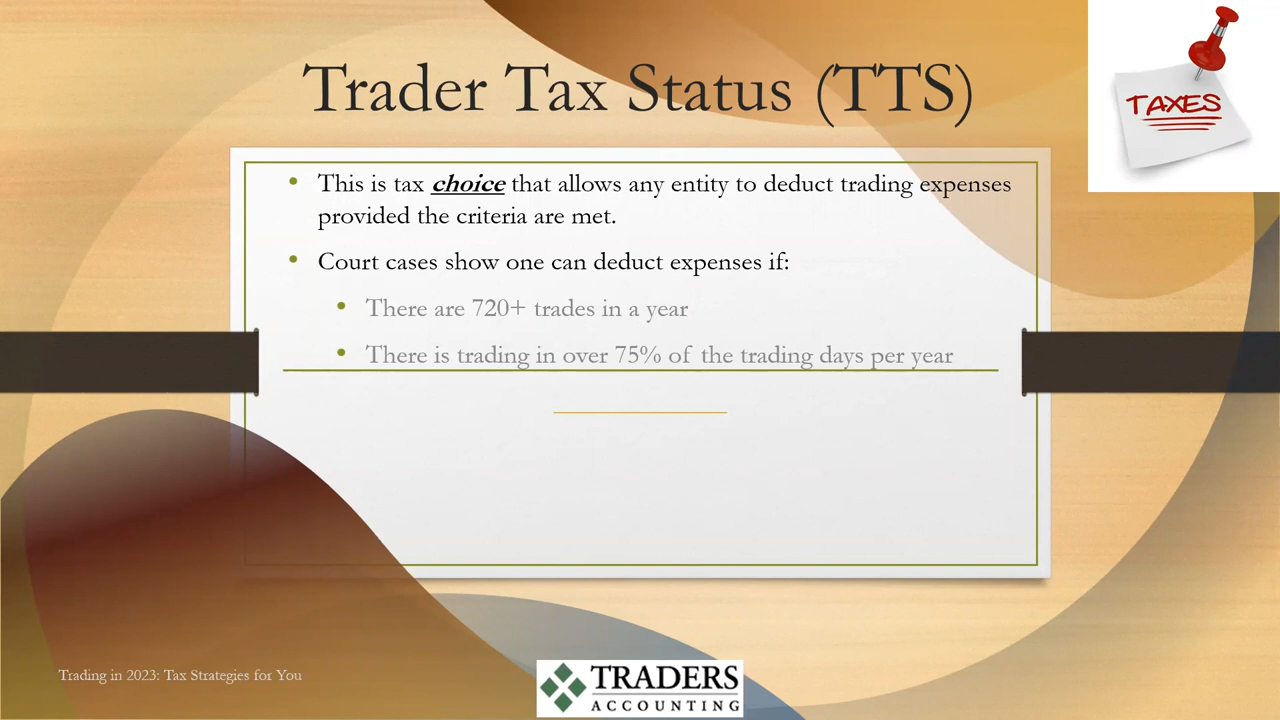 Trader Tax Status (TTS)
TAXES
This is tax choice that allows any entity to deduct trading expenses
provided the criteria are met.
Court cases show one can deduct expenses if:
There are 720+ trades in a year
There is trading in over 75% of the trading days per year
Trading in 2023: Tax Strategies for You
TRADERS
ACCOUNTING